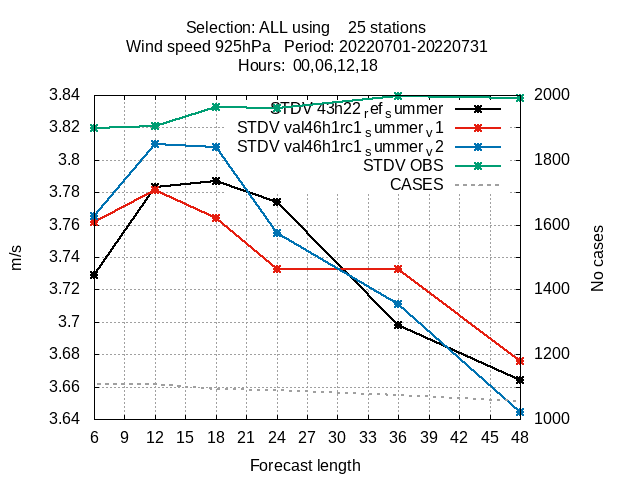 Selection: ALL using 25 stations
Wind speed 925hPa Period: 20220701-20220731
Hours: 00,06,12,18
3.84 2000
STDV 43h22refsummer
STDV val46h1rc1summerv1
3.82
STDV val46h1rc1summerv2
3.8 1800
STDV OBS
CASES
3.78
3.76 1600
3.74
m/s
No cases
3.72 1400
3.7
3.68 1200
3.66
3.64 1000
6 9 12 15 18 21 24 27 30 33 36 39 42 45 48
Forecast length